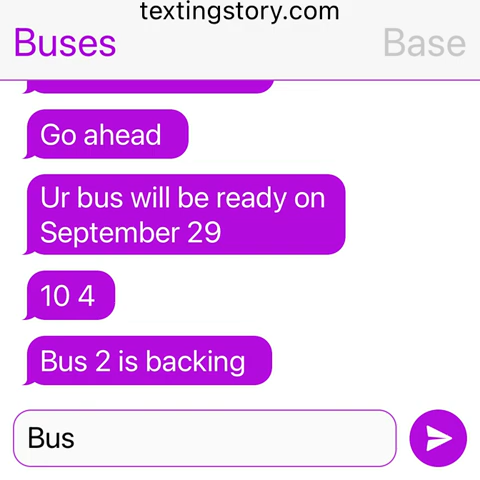 textingstory.com
Buses
Base
Go ahead
Ur bus will be ready on
September 29
10 4
Bus 2 is backing
Bus